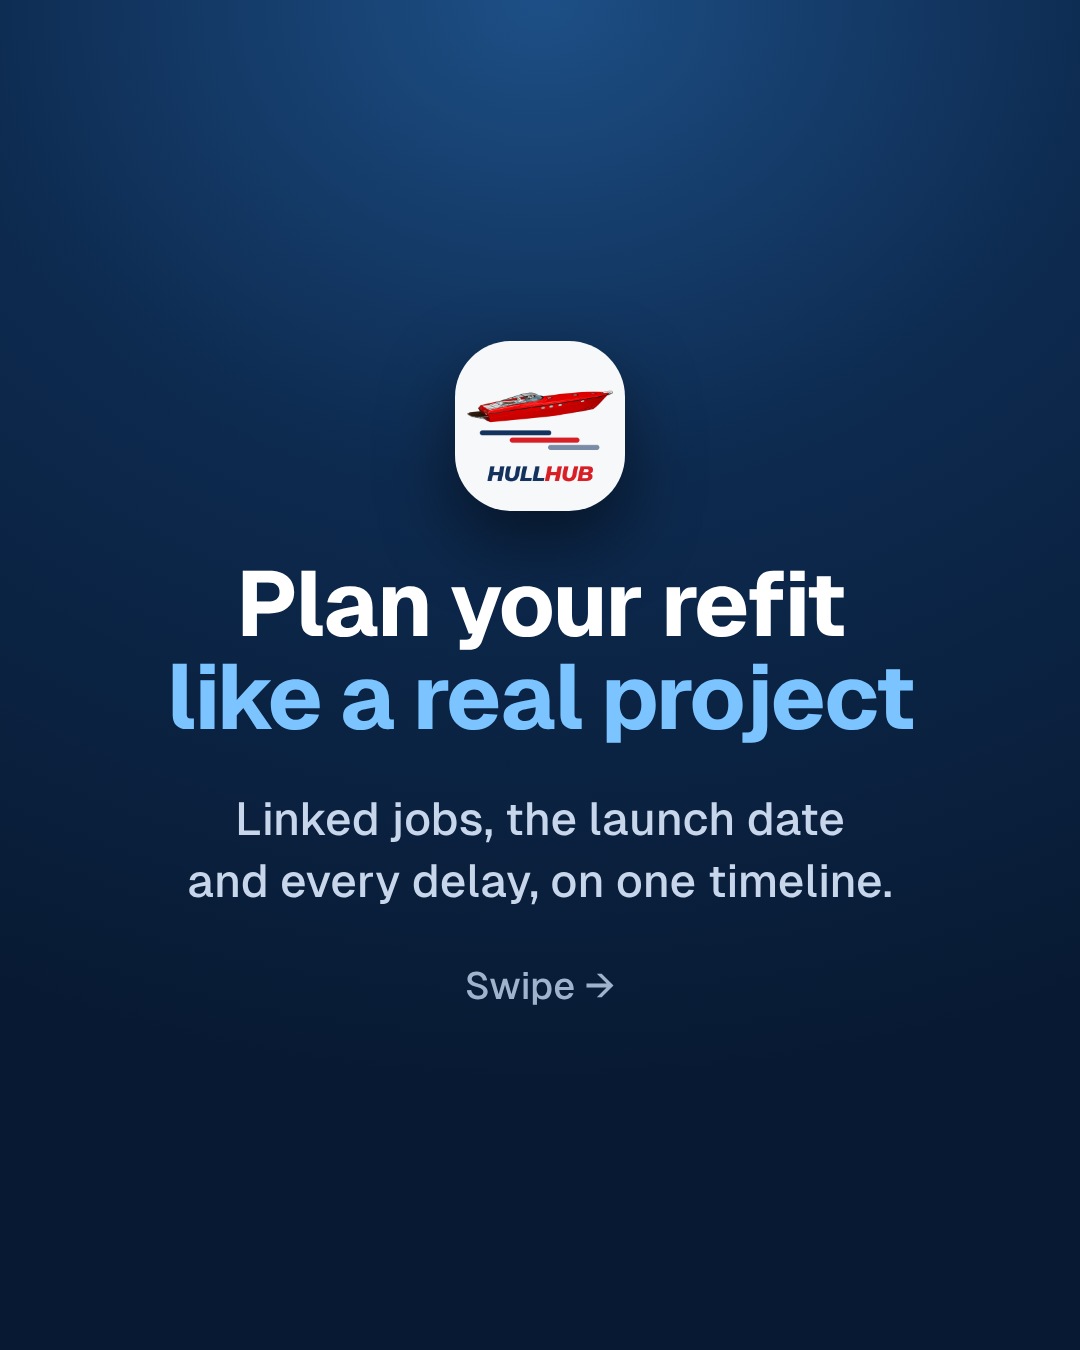 HULLHUB
Plan your refit
like a real project
Linked jobs, the launch date
and every delay, on one timeline.
Swipe →